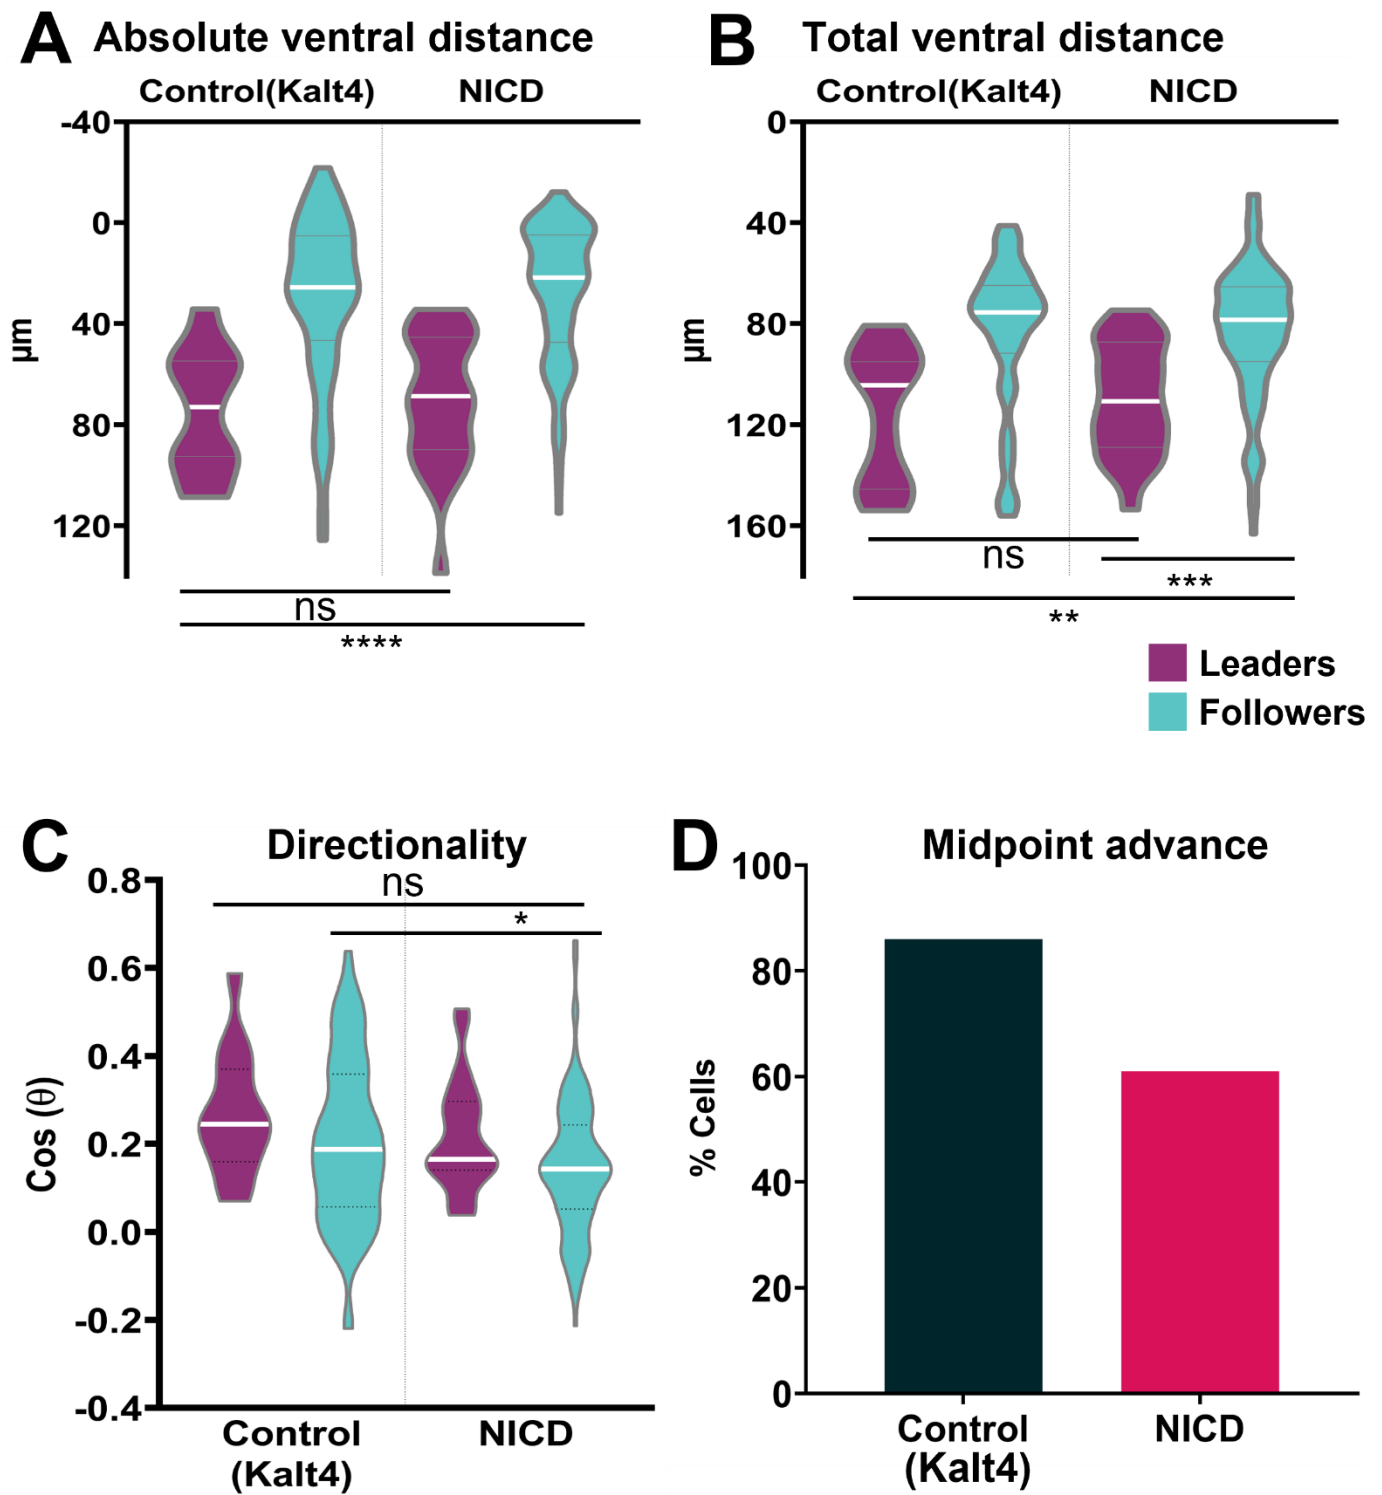 A Absolute ventral distance
Control(Kalt4) NICD
-40
0
40
80
120
µm
ns
****
B Total ventral distance
Control(Kalt4) NICD
0
40
80
120
160
µm
ns
***
**
Leaders
Followers
C Directionality
ns
*
0.8
0.6
0.4
0.2
0.0
-0.2
-0.4
Cos (θ)
Control NICD
(Kalt4)
D Midpoint advance
100
80
60
40
20
0
% Cells
Control NICD
(Kalt4)